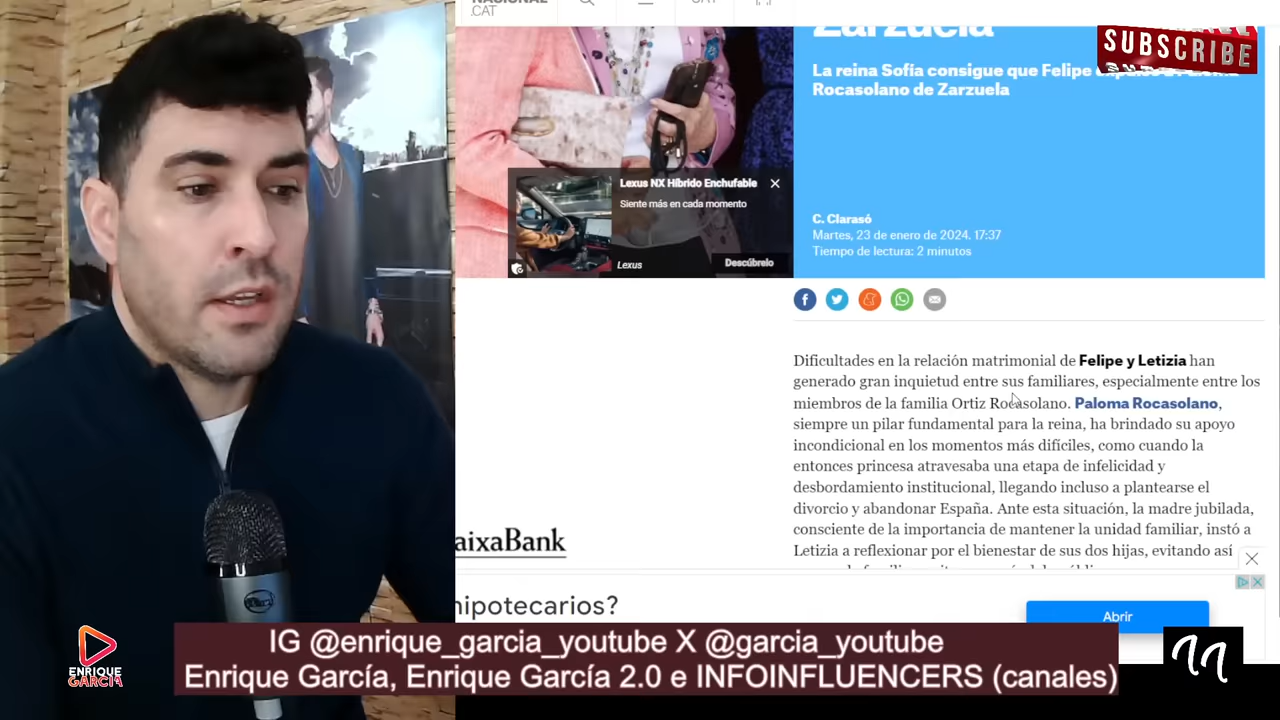 NACIONAL
.CAT
CAT
Zarzuela
SUBSCRIBE
La reina Sofía consigue que Felipe
Rocasolano de Zarzuela
Lexus NX Híbrido Enchufable
Siente más en cada momento
Lexus
Descúbrelo
C. Clarasó
Martes, 23 de enero de 2024. 17:37
Tiempo de lectura: 2 minutos
Dificultades en la relación matrimonial de Felipe y Letizia han
generado gran inquietud entre sus familiares, especialmente entre los
miembros de la familia Ortiz Rocasolano. Paloma Rocasolano,
siempre un pilar fundamental para la reina, ha brindado su apoyo
incondicional en los momentos más difíciles, como cuando la
entonces princesa atravesaba una etapa de infelicidad y
desbordamiento institucional, llegando incluso a plantearse el
divorcio y abandonar España. Ante esta situación, la madre jubilada,
consciente de la importancia de mantener la unidad familiar, instó a
Letizia a reflexionar por el bienestar de sus dos hijas, evitando así
aixaBank
hipotecarios?
Abrir
IG @enrique_garcia_youtube X @garcia_youtube
Enrique García, Enrique García 2.0 e INFOINFLUENCERS (canales)
ENRIQUE
GARCÍA